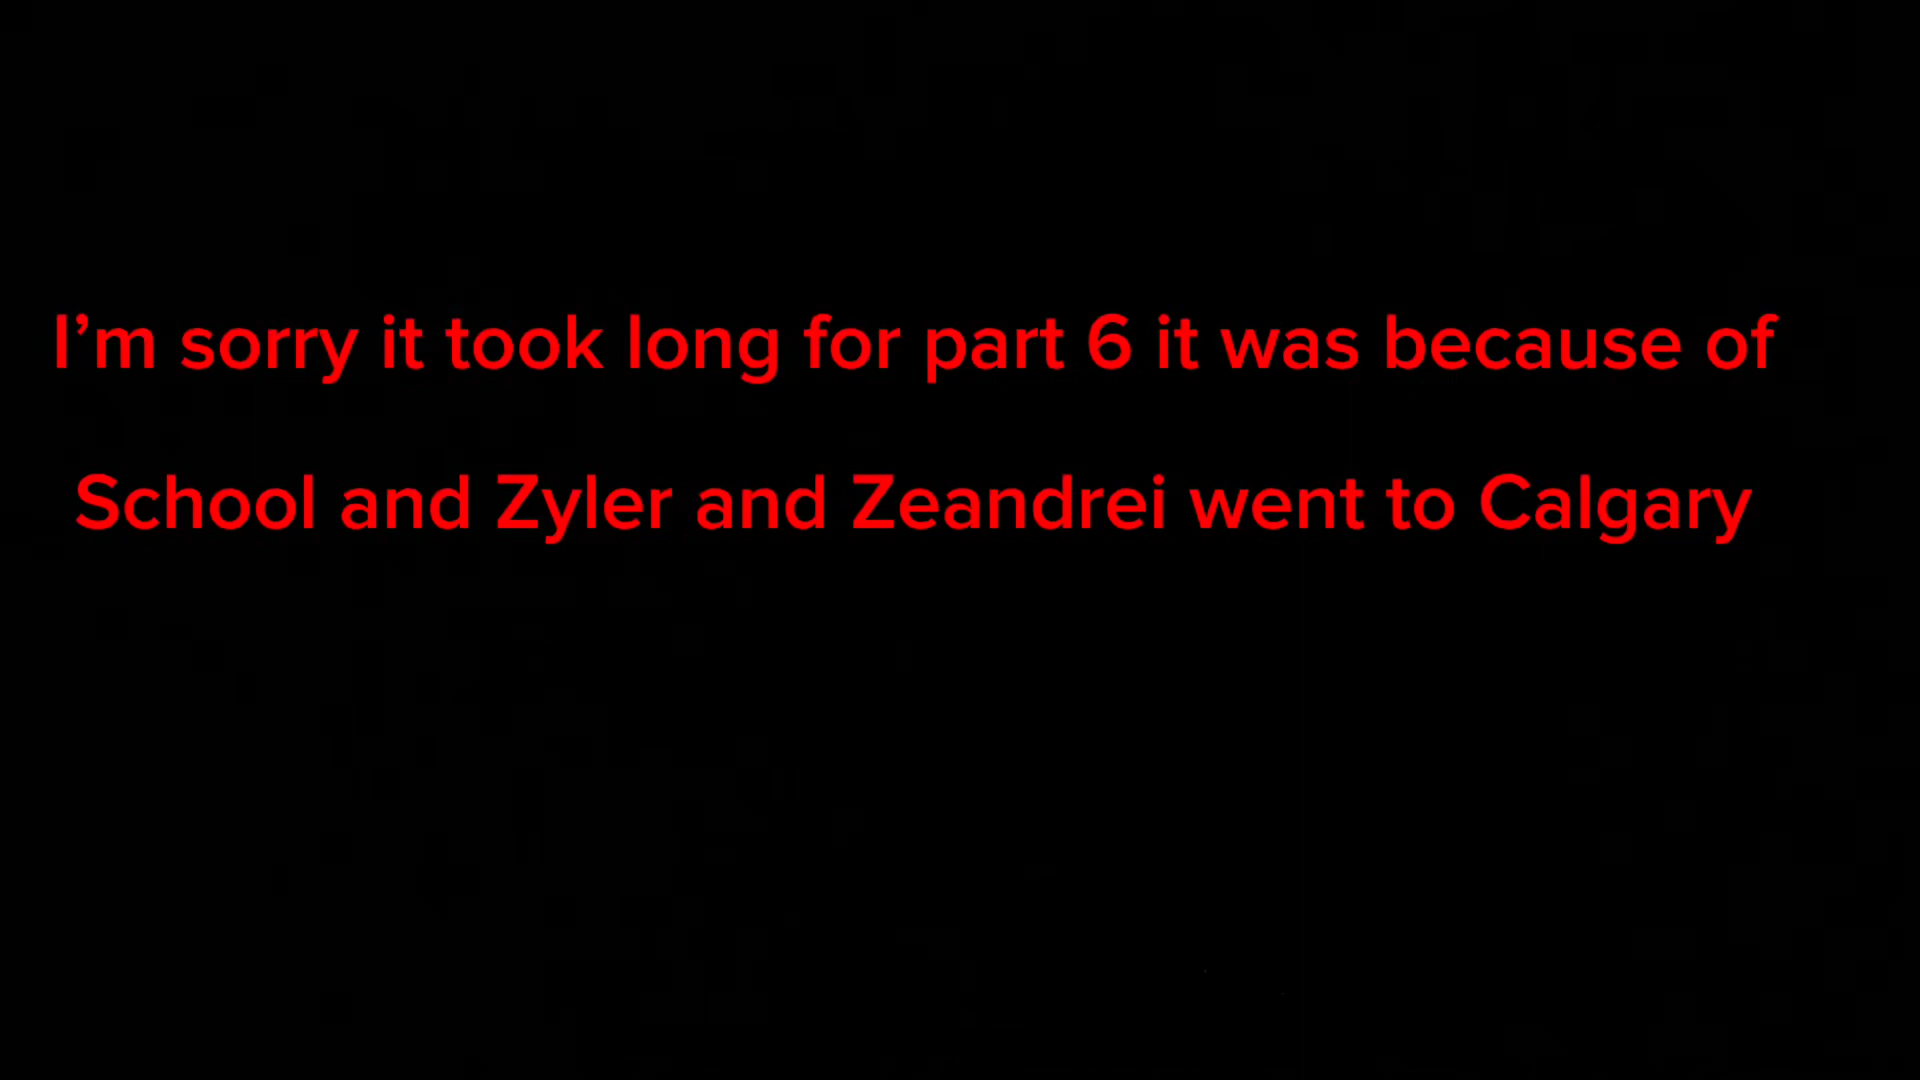 I’m sorry it took long for part 6 it was because of
School and Zyler and Zeandrei went to Calgary